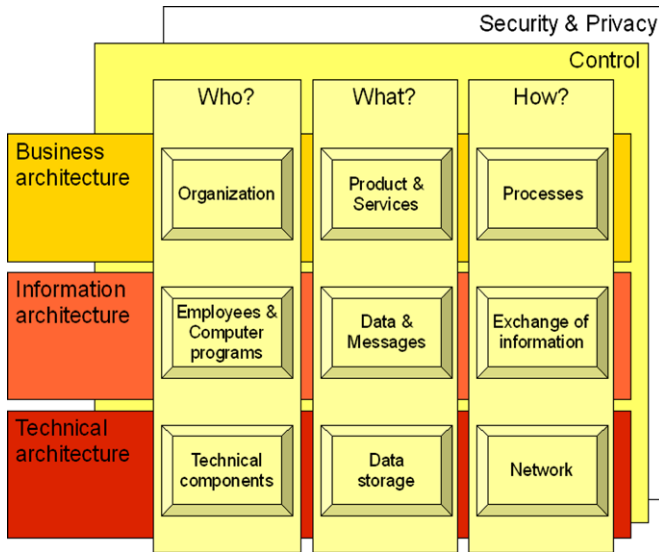 Security & Privacy
Control
Who?
What?
How?
Business
architecture
Organization
Product &
Services
Processes
Information
architecture
Employees &
Computer
programs
Data &
Messages
Exchange of
information
Technical
architecture
Technical
components
Data
storage
Network